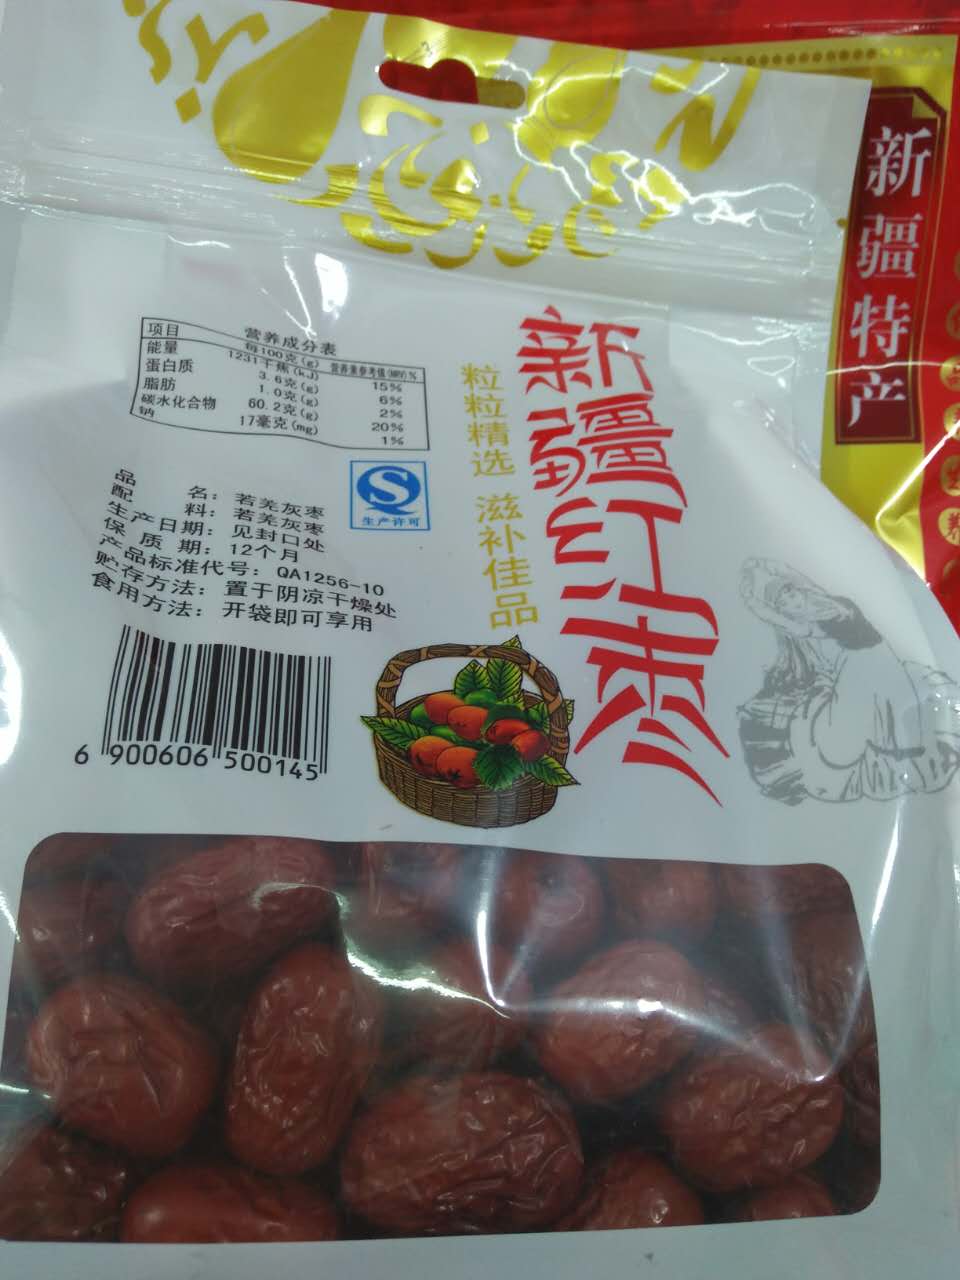 新疆特产
新疆红枣
粒粒精选 滋补佳品
营养成分表
项目 每100克(g) 营养素参考值(NRV)%
能量 1231千焦(kJ) 15%
蛋白质 3.6克(g) 6%
脂肪 1.0克(g) 2%
碳水化合物 60.2克(g) 20%
钠 17毫克(mg) 1%
生产许可
品名：若羌灰枣
配料：若羌灰枣
生产日期：见封口处
保质期：12个月
产品标准代号：QA1256-10
贮存方法：置于阴凉干燥处
食用方法：开袋即可享用
6 900606 500145